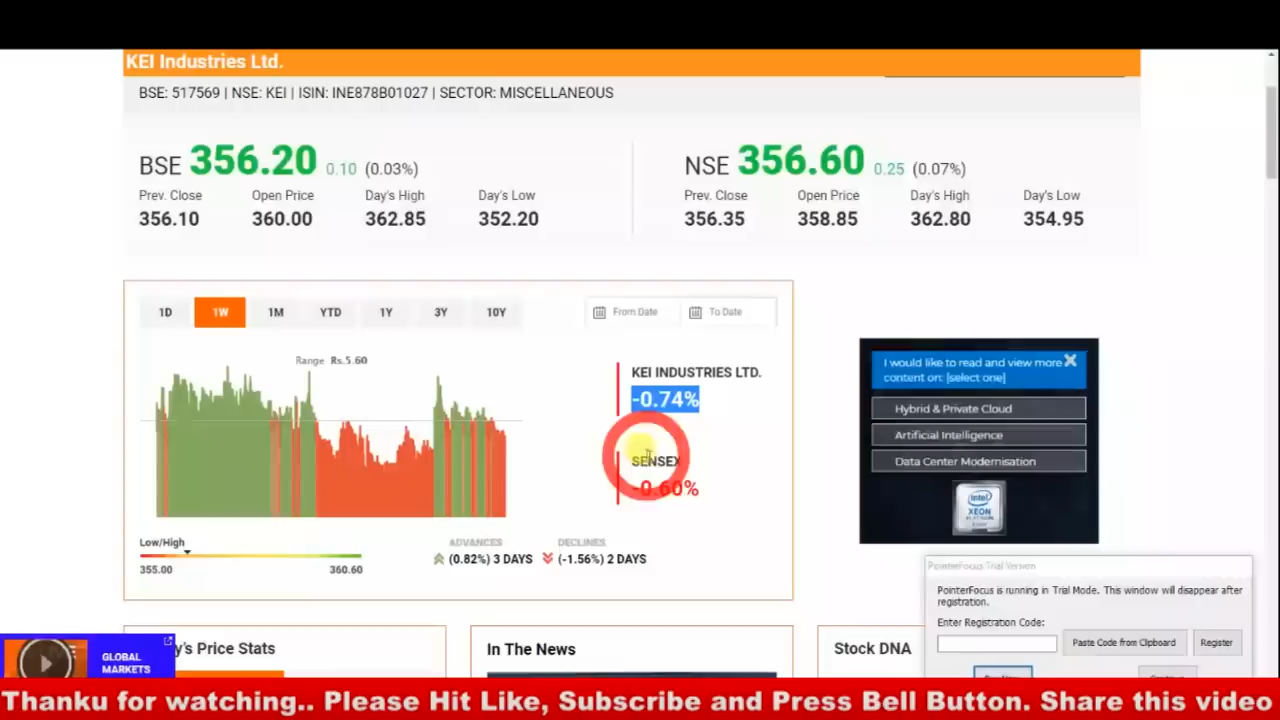 KEI Industries Ltd.
BSE: 517569 | NSE: KEI | ISIN: INE878B01027 | SECTOR: MISCELLANEOUS
BSE 356.20 0.10 (0.03%)
Prev. Close Open Price Day's High Day's Low
356.10 360.00 362.85 352.20
NSE 356.60 0.25 (0.07%)
Prev. Close Open Price Day's High Day's Low
356.35 358.85 362.80 354.95
1D 1W 1M YTD 1Y 3Y 10Y From Date To Date
Range Rs.5.60
KEI INDUSTRIES LTD.
-0.74%
SENSEX
-0.60%
Low/High
355.00 360.60
ADVANCES DECLINES
(0.82%) 3 DAYS (-1.56%) 2 DAYS
I would like to read and view more
content on: [select one]
Hybrid & Private Cloud
Artificial Intelligence
Data Center Modernisation
intel
XEON
PointerFocus Trial Version
PointerFocus is running in Trial Mode. This window will disappear after
registration.
Enter Registration Code:
Paste Code from Clipboard Register
GLOBAL
MARKETS
y's Price Stats
In The News
Stock DNA
Thanku for watching.. Please Hit Like, Subscribe and Press Bell Button. Share this video